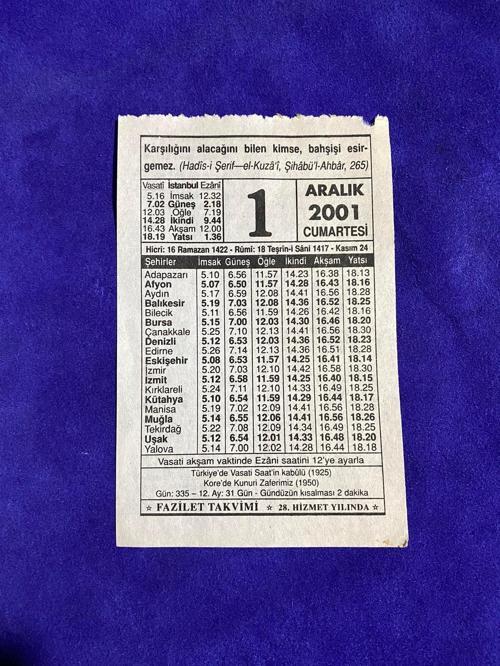 Karşılığını alacağını bilen kimse, bahşişi esir-
gemez. (Hadîs-i Şerif—el-Kuzâ'î, Şihâbü'l-Ahbâr, 265)
Vasatî İstanbul Ezânî
5.16 İmsak 12.32
7.02 Güneş 2.18
12.03 Öğle 7.19
14.28 İkindi 9.44
16.43 Akşam 12.00
18.19 Yatsı 1.36
1
ARALIK
2001
CUMARTESİ
Hicri: 16 Ramazan 1422 - Rûmî: 18 Teşrin-i Sâni 1417 - Kasım 24
Şehirler İmsak Güneş Öğle İkindi Akşam Yatsı
Adapazarı 5.10 6.56 11.57 14.23 16.38 18.13
Afyon 5.07 6.50 11.57 14.28 16.43 18.16
Aydın 5.17 6.59 12.08 14.41 16.56 18.28
Balıkesir 5.19 7.03 12.08 14.36 16.52 18.25
Bilecik 5.11 6.56 11.59 14.26 16.42 18.16
Bursa 5.15 7.00 12.03 14.30 16.46 18.20
Çanakkale 5.25 7.10 12.13 14.41 16.56 18.30
Denizli 5.12 6.53 12.03 14.36 16.52 18.23
Edirne 5.26 7.14 12.13 14.36 16.51 18.28
Eskişehir 5.08 6.53 11.57 14.25 16.41 18.14
İzmir 5.20 7.03 12.10 14.42 16.58 18.30
İzmit 5.12 6.58 11.59 14.25 16.40 18.15
Kırklareli 5.24 7.11 12.10 14.33 16.49 18.25
Kütahya 5.10 6.54 11.59 14.29 16.44 18.17
Manisa 5.19 7.02 12.09 14.41 16.56 18.28
Muğla 5.14 6.55 12.06 14.41 16.56 18.26
Tekirdağ 5.22 7.08 12.09 14.34 16.49 18.25
Uşak 5.12 6.54 12.01 14.33 16.48 18.20
Yalova 5.14 7.00 12.02 14.28 16.44 18.18
Vasati akşam vaktinde Ezânî saatini 12'ye ayarla
Türkiye'de Vasati Saat'in kabûlü (1925)
Kore'de Kunuri Zaferimiz (1950)
Gün: 335 – 12. Ay: 31 Gün - Gündüzün kısalması 2 dakika
☆ FAZİLET TAKVİMİ ☆ 28. HİZMET YILINDA ☆